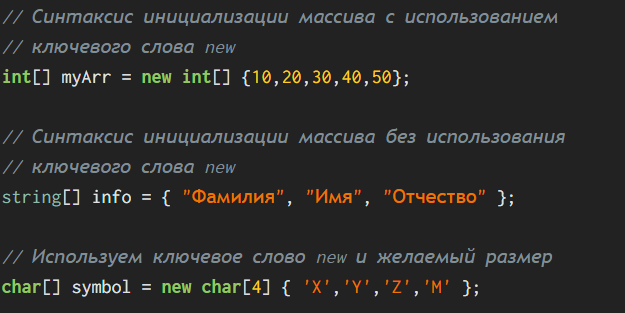 // Синтаксис инициализации массива с использованием
// ключевого слова new
int[] myArr = new int[] {10,20,30,40,50};
// Синтаксис инициализации массива без использования
// ключевого слова new
string[] info = { "Фамилия", "Имя", "Отчество" };
// Используем ключевое слово new и желаемый размер
char[] symbol = new char[4] { 'X','Y','Z','M' };